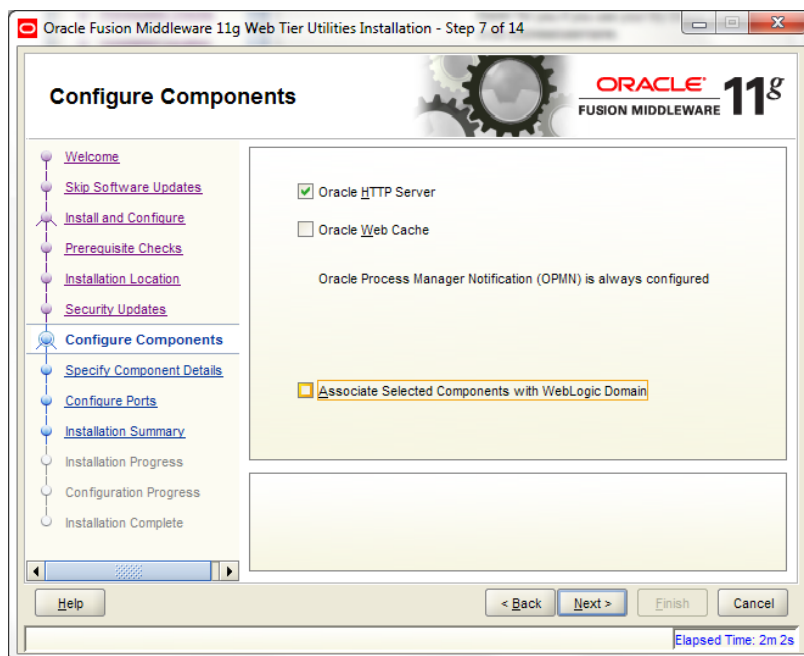 Oracle Fusion Middleware 11g Web Tier Utilities Installation - Step 7 of 14
Configure Components
ORACLE
FUSION MIDDLEWARE 11g
Welcome
Skip Software Updates
Install and Configure
Prerequisite Checks
Installation Location
Security Updates
Configure Components
Specify Component Details
Configure Ports
Installation Summary
Installation Progress
Configuration Progress
Installation Complete
Oracle HTTP Server
Oracle Web Cache
Oracle Process Manager Notification (OPMN) is always configured
Associate Selected Components with WebLogic Domain
Help
< Back
Next >
Finish
Cancel
Elapsed Time: 2m 2s